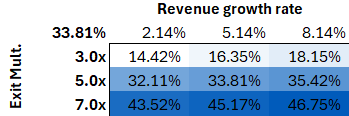 Revenue growth rate
33.81% 2.14% 5.14% 8.14%
Exit Mult.
3.0x 14.42% 16.35% 18.15%
5.0x 32.11% 33.81% 35.42%
7.0x 43.52% 45.17% 46.75%